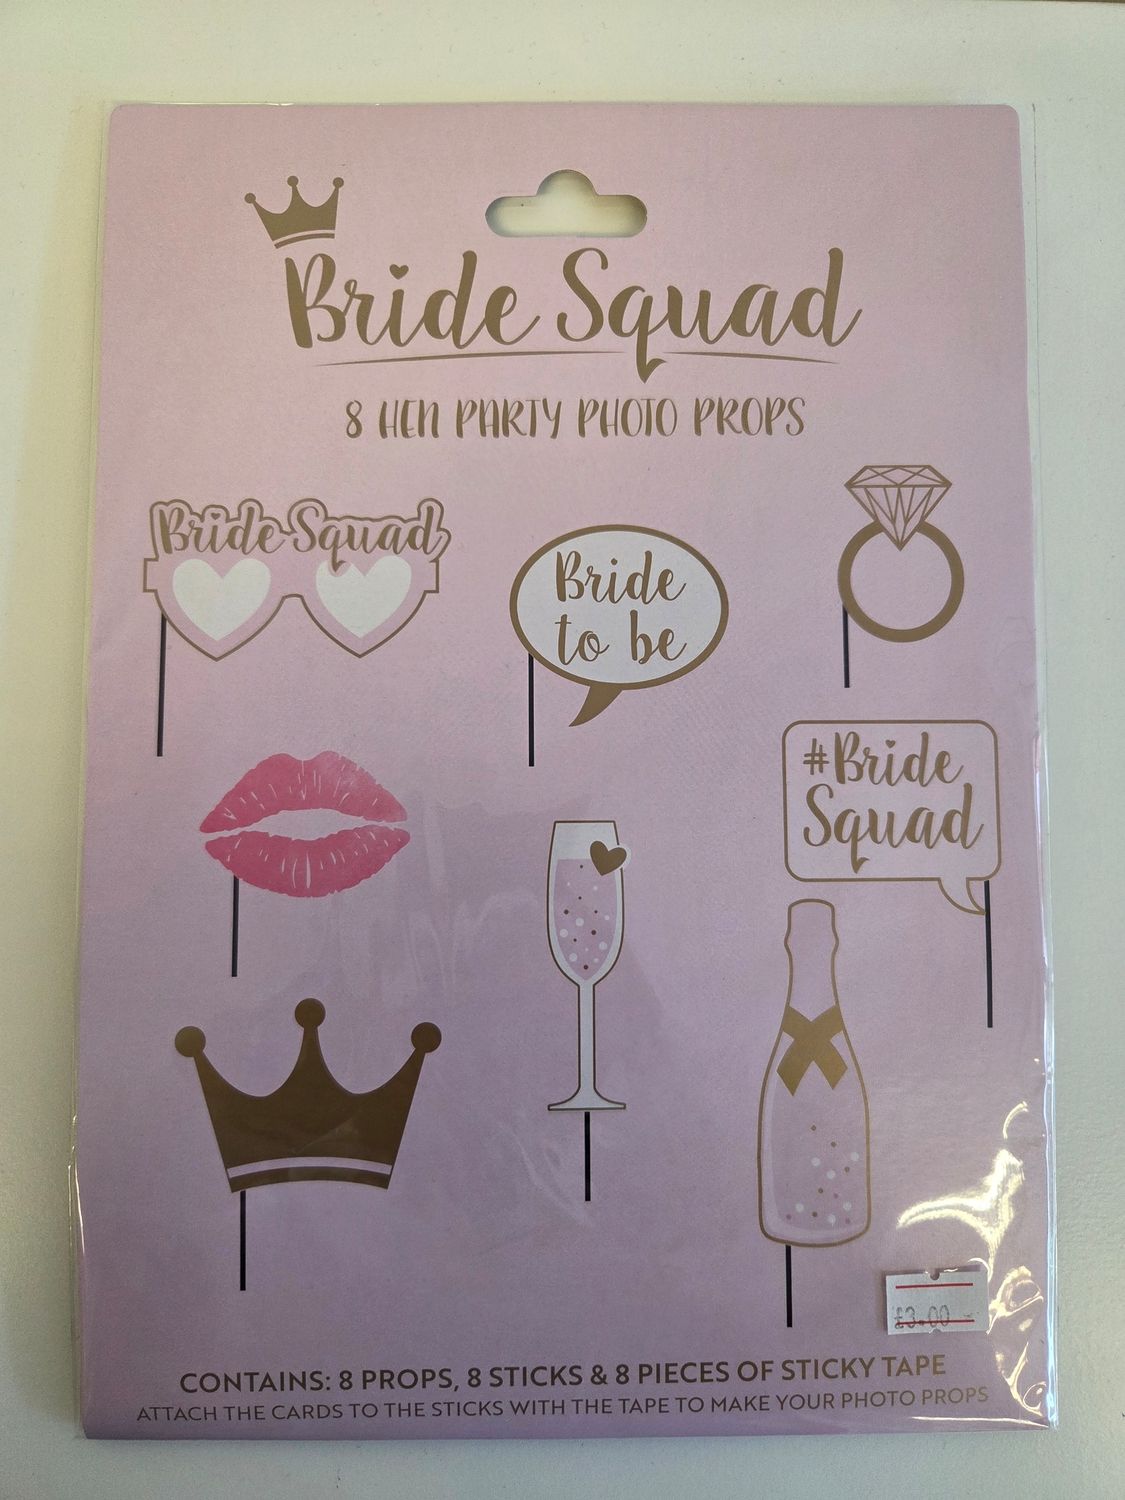 Bride Squad
8 HEN PARTY PHOTO PROPS
Bride Squad
Bride
to be
#Bride
Squad
£3.00
CONTAINS: 8 PROPS, 8 STICKS & 8 PIECES OF STICKY TAPE
ATTACH THE CARDS TO THE STICKS WITH THE TAPE TO MAKE YOUR PHOTO PROPS